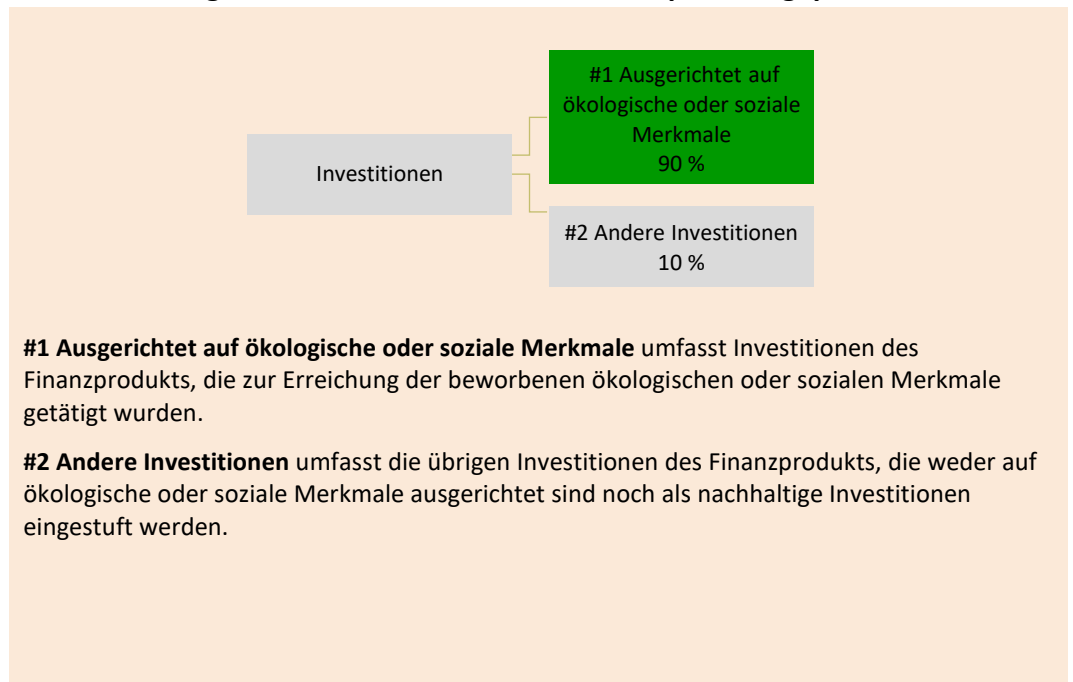 #1 Ausgerichtet auf
ökologische oder soziale
Merkmale
90 %
Investitionen
#2 Andere Investitionen
10 %
#1 Ausgerichtet auf ökologische oder soziale Merkmale umfasst Investitionen des
Finanzprodukts, die zur Erreichung der beworbenen ökologischen oder sozialen Merkmale
getätigt wurden.
#2 Andere Investitionen umfasst die übrigen Investitionen des Finanzprodukts, die weder auf
ökologische oder soziale Merkmale ausgerichtet sind noch als nachhaltige Investitionen
eingestuft werden.